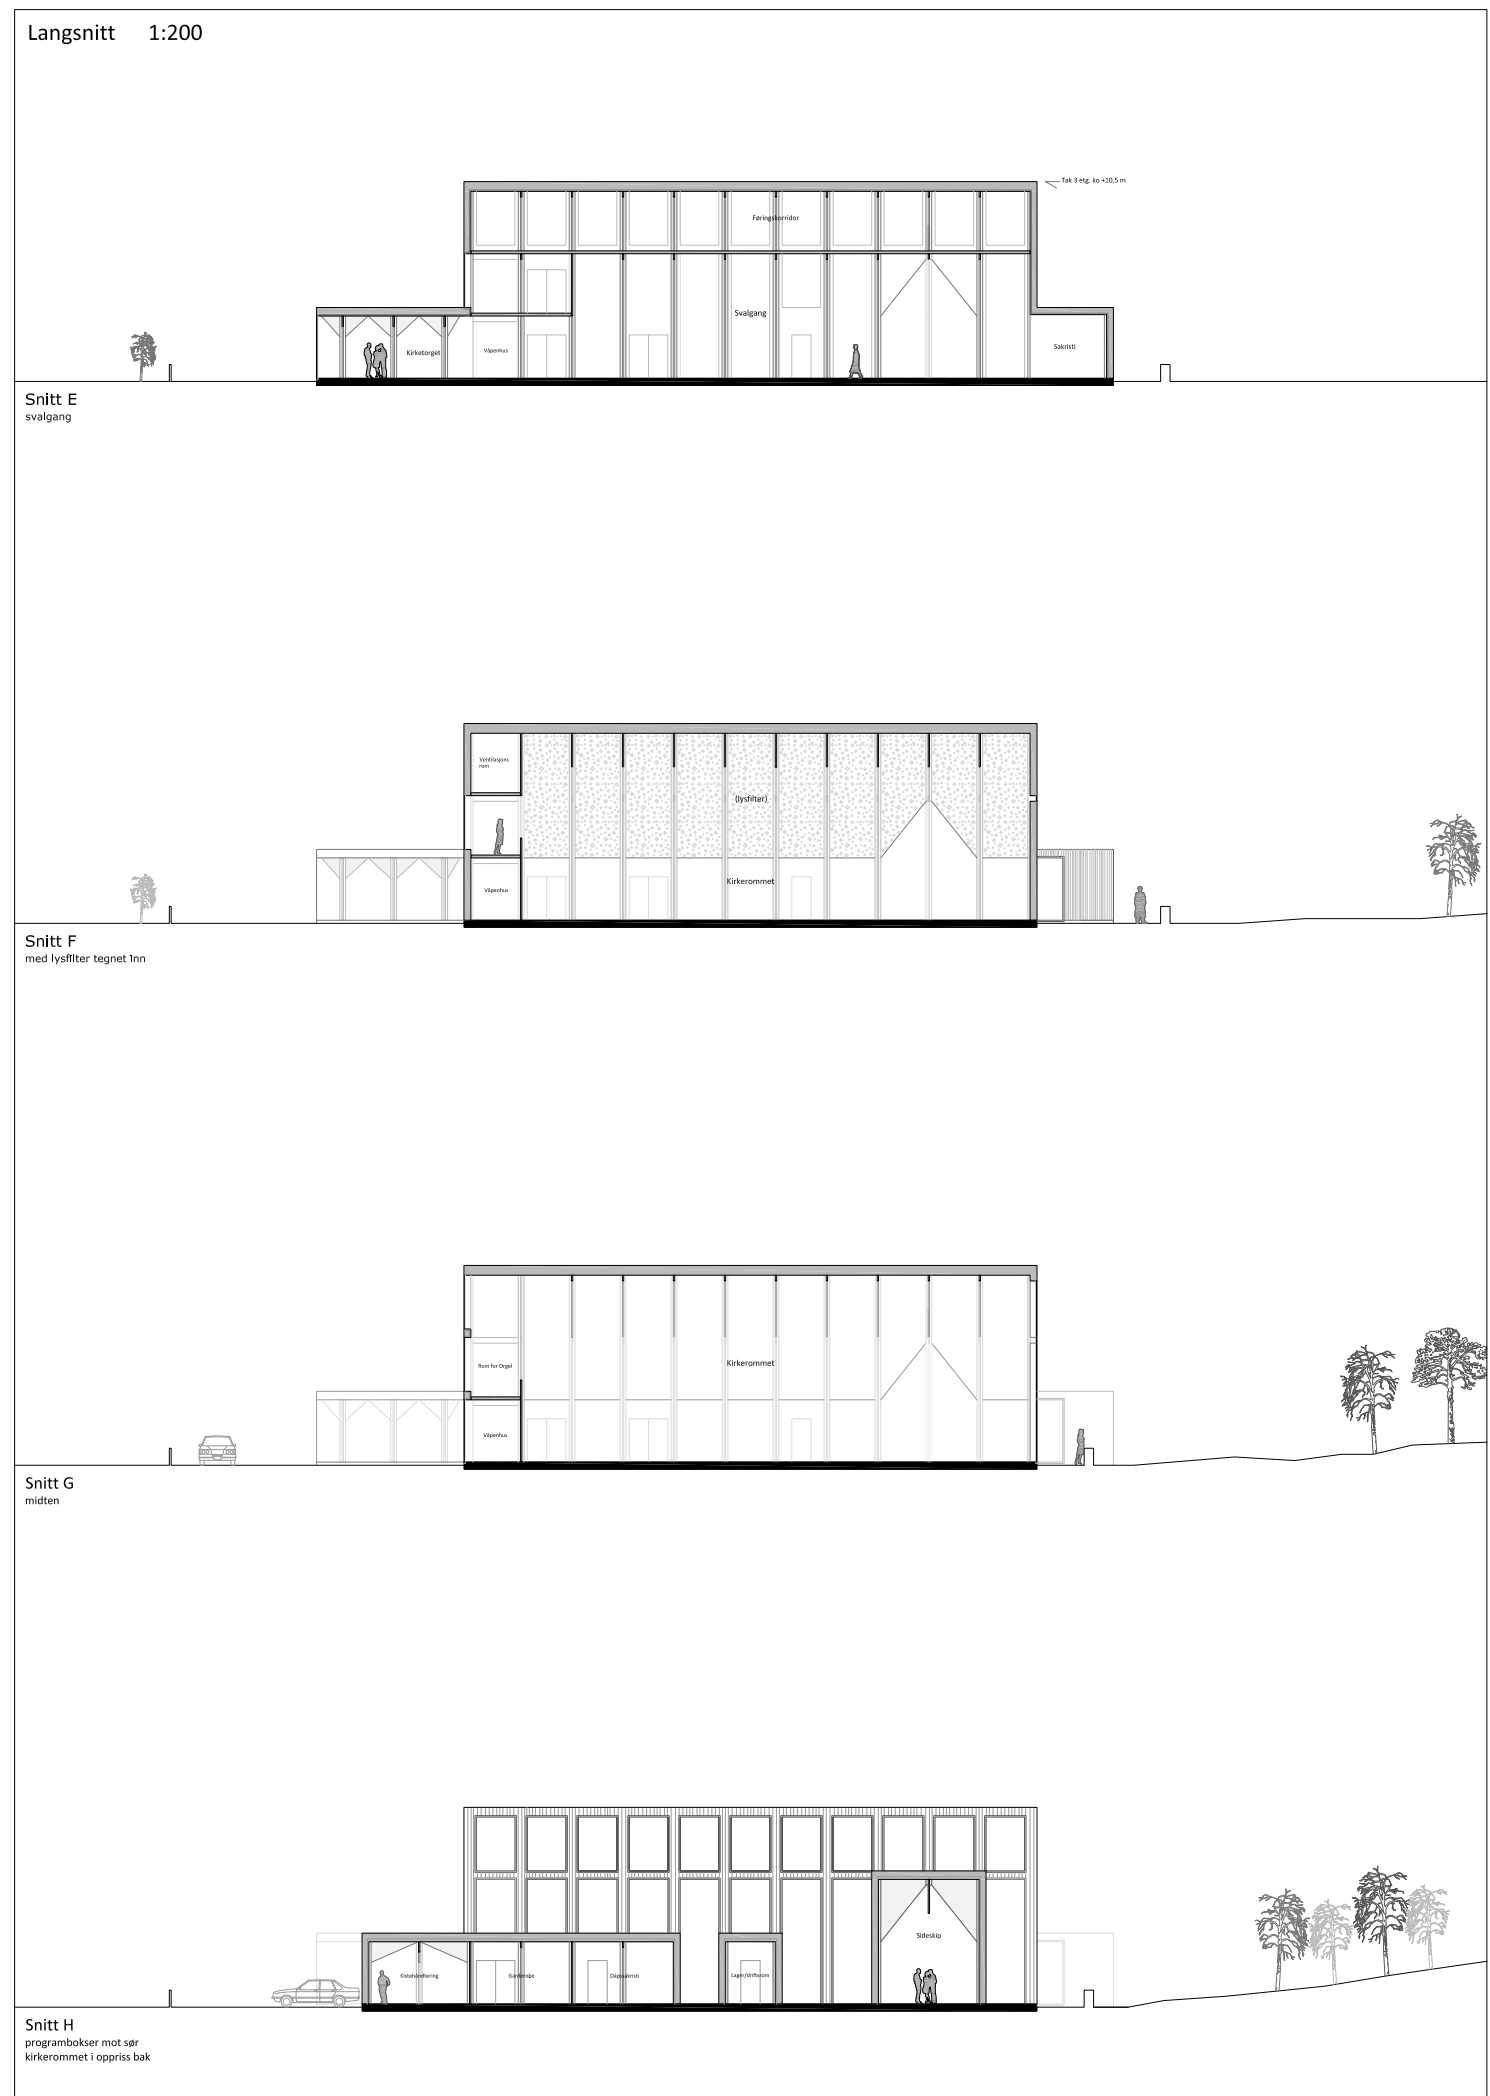 Langsnitt 1:200
Tak 3 etg. ko +10,5 m
Føringskorridor
Svalgang
Kirketorget
Våpenhus
Sakristi
Snitt E
svalgang
Ventilasjons
rom
(lysfilter)
Kirkerommet
Våpenhus
Snitt F
med lysfilter tegnet inn
Kirkerommet
Rom for Orgel
Våpenhus
Snitt G
midten
Sideskip
Kistehåndtering
Garderobe
Dåpssakristi
Lager/driftsrom
Snitt H
programbokser mot sør
kirkerommet i oppriss bak